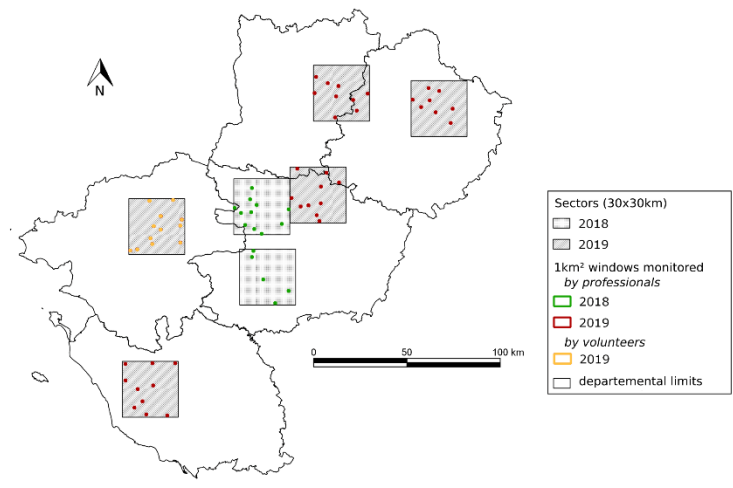 N
Sectors (30x30km)
2018
2019
1km² windows monitored
by professionals
2018
2019
by volunteers
2019
departemental limits
0 50 100 km